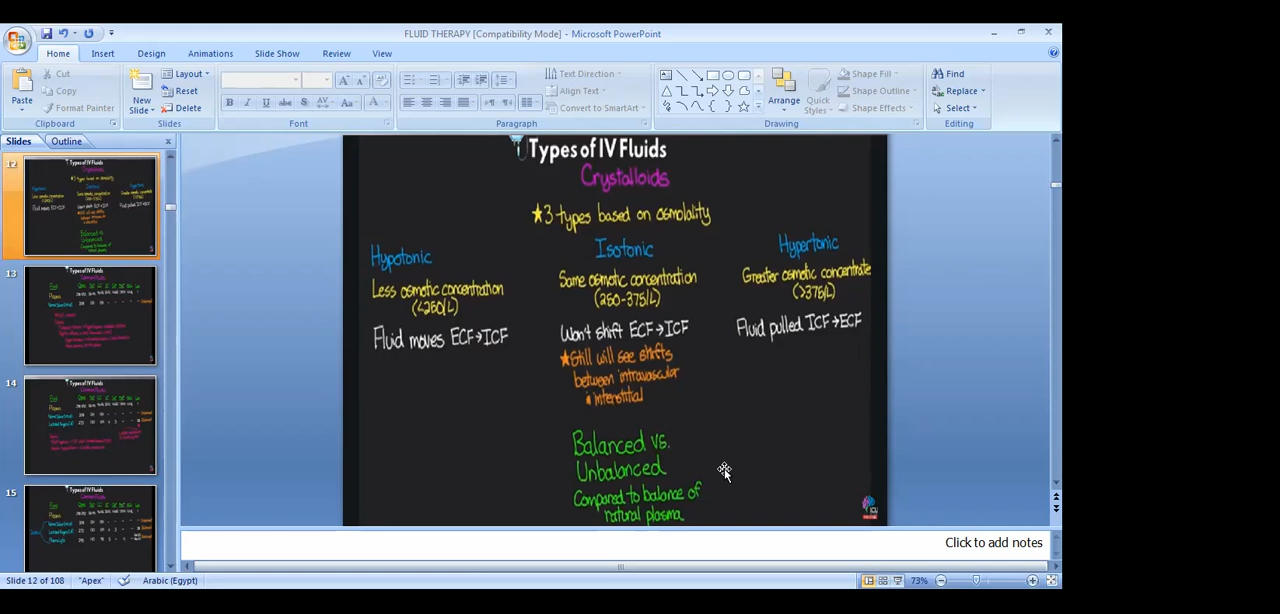 FLUID THERAPY [Compatibility Mode] - Microsoft PowerPoint
Home Insert Design Animations Slide Show Review View
Paste
Cut
Copy
Format Painter
Clipboard
New Slide
Layout
Reset
Delete
Slides
B I U abc S AV Aa A
Font
Paragraph
Text Direction
Align Text
Convert to SmartArt
Arrange
Quick Styles
Shape Fill
Shape Outline
Shape Effects
Drawing
Find
Replace
Select
Editing
Slides Outline
12
13
14
15
Types of IV Fluids
Crystalloids
★3 types based on osmolality
Hypotonic
Less osmotic concentration
(<250/L)
Fluid moves ECF→ICF
Isotonic
Same osmotic concentration
(250-375/L)
Won't shift ECF→ICF
★Still will see shifts
between intravascular
& interstitial
Hypertonic
Greater osmotic concentrate
(>375/L)
Fluid pulled ICF→ECF
Balanced vs.
Unbalanced
Compared to balance of
natural plasma
ICU
Click to add notes
Slide 12 of 108 "Apex" Arabic (Egypt) 73%